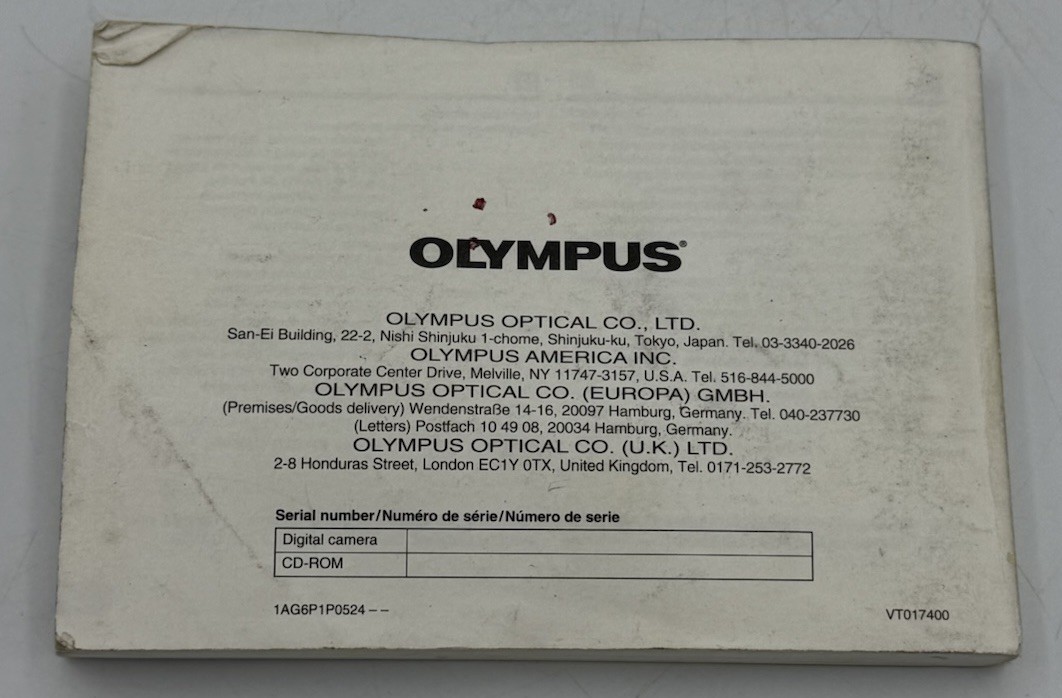 OLYMPUS®
OLYMPUS OPTICAL CO., LTD.
San-Ei Building, 22-2, Nishi Shinjuku 1-chome, Shinjuku-ku, Tokyo, Japan. Tel. 03-3340-2026
OLYMPUS AMERICA INC.
Two Corporate Center Drive, Melville, NY 11747-3157, U.S.A. Tel. 516-844-5000
OLYMPUS OPTICAL CO. (EUROPA) GMBH.
(Premises/Goods delivery) Wendenstraße 14-16, 20097 Hamburg, Germany. Tel. 040-237730
(Letters) Postfach 10 49 08, 20034 Hamburg, Germany.
OLYMPUS OPTICAL CO. (U.K.) LTD.
2-8 Honduras Street, London EC1Y 0TX, United Kingdom, Tel. 0171-253-2772
Serial number/Numéro de série/Número de serie
Digital camera
CD-ROM
1AG6P1P0524 – –
VT017400